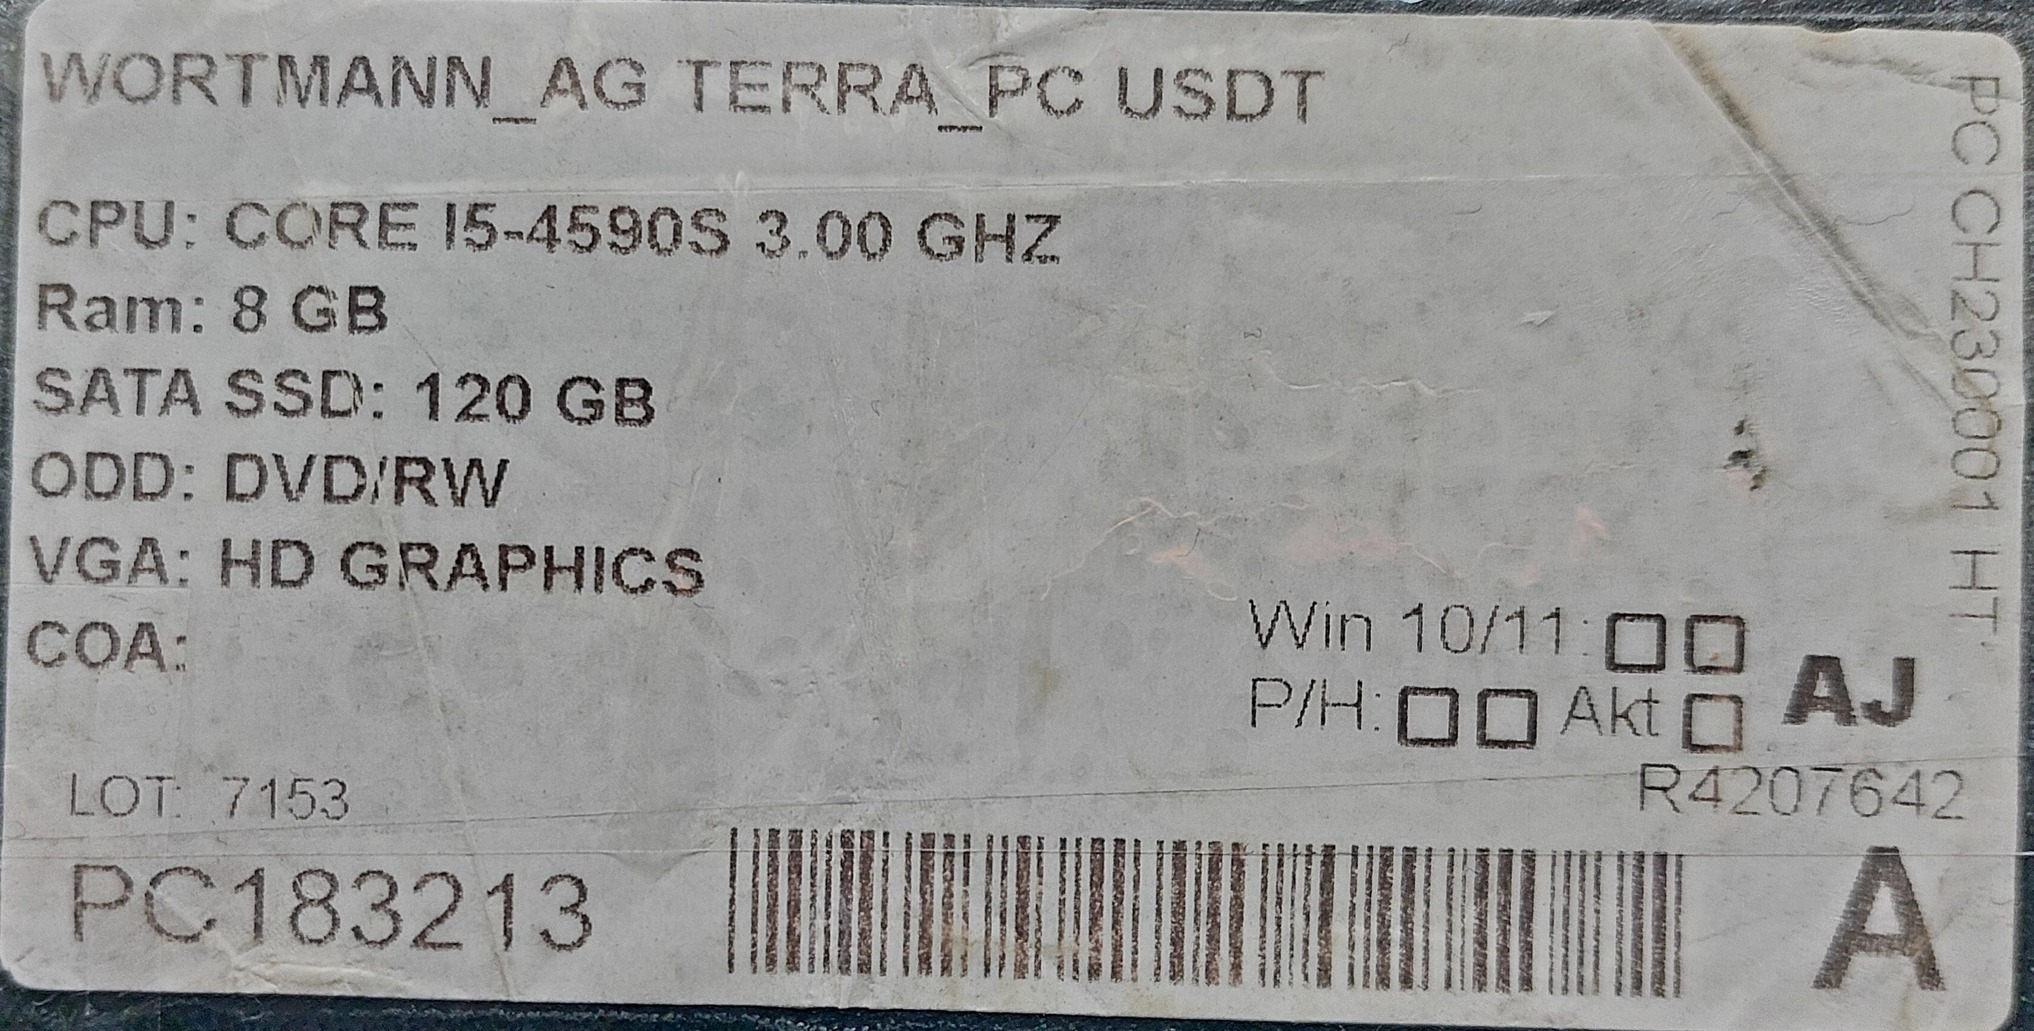 WORTMANN_AG TERRA_PC USDT
CPU: CORE I5-4590S 3.00 GHZ
Ram: 8 GB
SATA SSD: 120 GB
ODD: DVD/RW
VGA: HD GRAPHICS
COA:
Win 10/11:
P/H: Akt
AJ
R4207642
LOT: 7153
PC183213
A
PC CH230001 HT